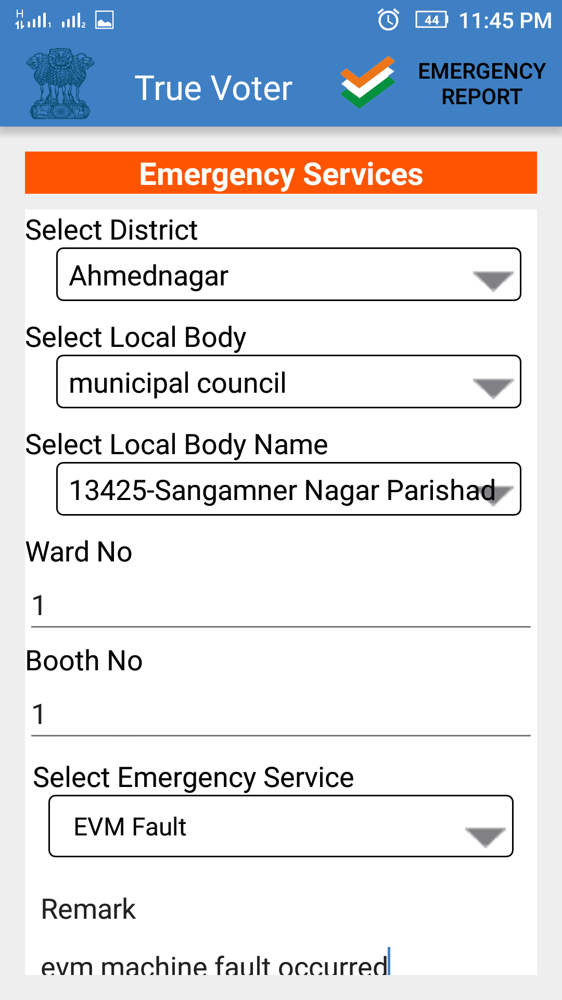 H
1
2
44
11:45 PM
True Voter
EMERGENCY
REPORT
Emergency Services
Select District
Ahmednagar
Select Local Body
municipal council
Select Local Body Name
13425-Sangamner Nagar Parishad
Ward No
1
Booth No
1
Select Emergency Service
EVM Fault
Remark
evm machine fault occurred